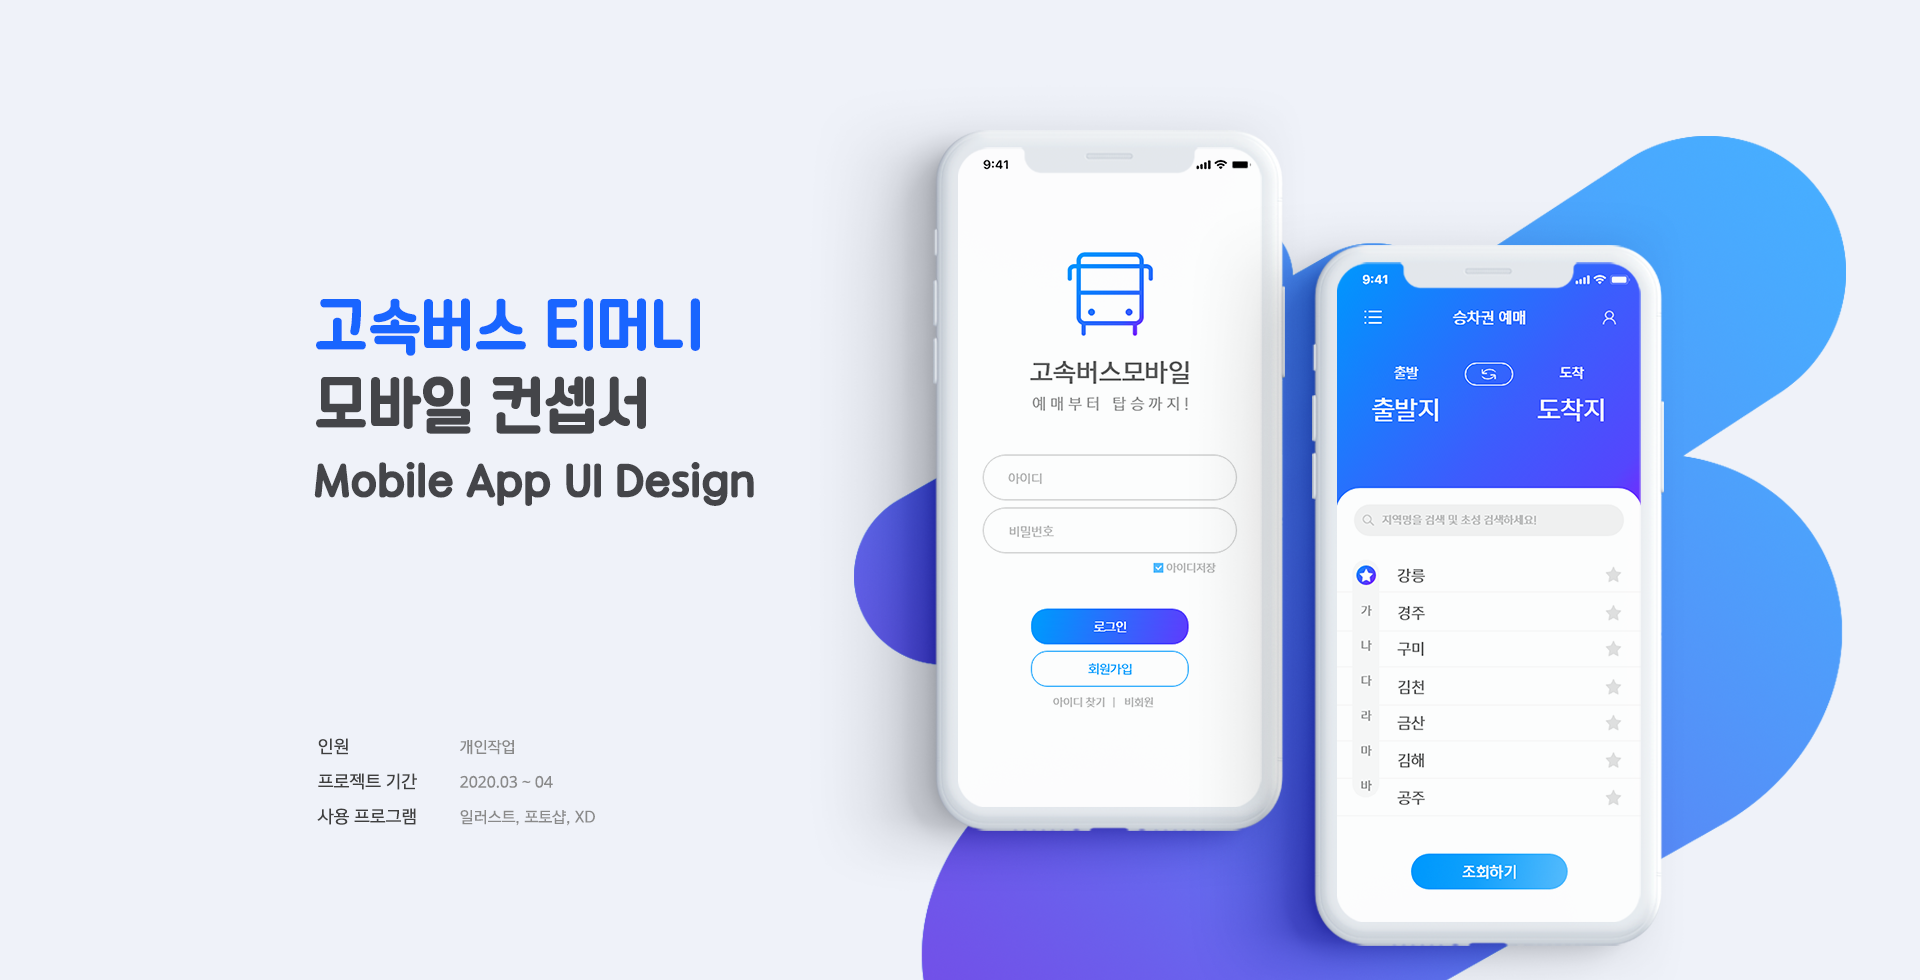 고속버스 티머니
모바일 컨셉서
Mobile App UI Design
인원 개인작업
프로젝트 기간 2020.03 ~ 04
사용 프로그램 일러스트, 포토샵, XD
9:41
고속버스모바일
예매부터 탑승까지!
아이디
비밀번호
아이디저장
로그인
회원가입
아이디 찾기 | 비회원
9:41
승차권 예매
출발 도착
출발지 도착지
지역명을 검색 및 초성 검색하세요!
강릉
가 경주
나 구미
다 김천
라 금산
마 김해
바 공주
조회하기